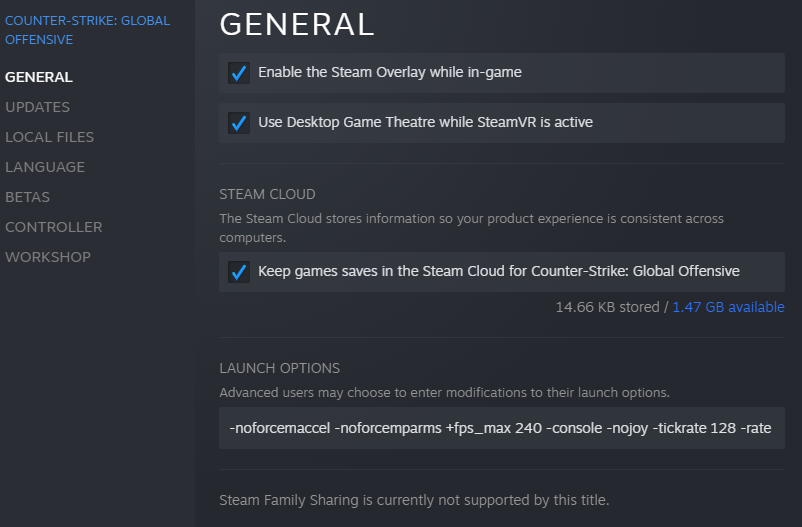 COUNTER-STRIKE: GLOBAL
OFFENSIVE
GENERAL
UPDATES
LOCAL FILES
LANGUAGE
BETAS
CONTROLLER
WORKSHOP
GENERAL
Enable the Steam Overlay while in-game
Use Desktop Game Theatre while SteamVR is active
STEAM CLOUD
The Steam Cloud stores information so your product experience is consistent across
computers.
Keep games saves in the Steam Cloud for Counter-Strike: Global Offensive
14.66 KB stored / 1.47 GB available
LAUNCH OPTIONS
Advanced users may choose to enter modifications to their launch options.
-noforcemaccel -noforcemparms +fps_max 240 -console -nojoy -tickrate 128 -rate
Steam Family Sharing is currently not supported by this title.